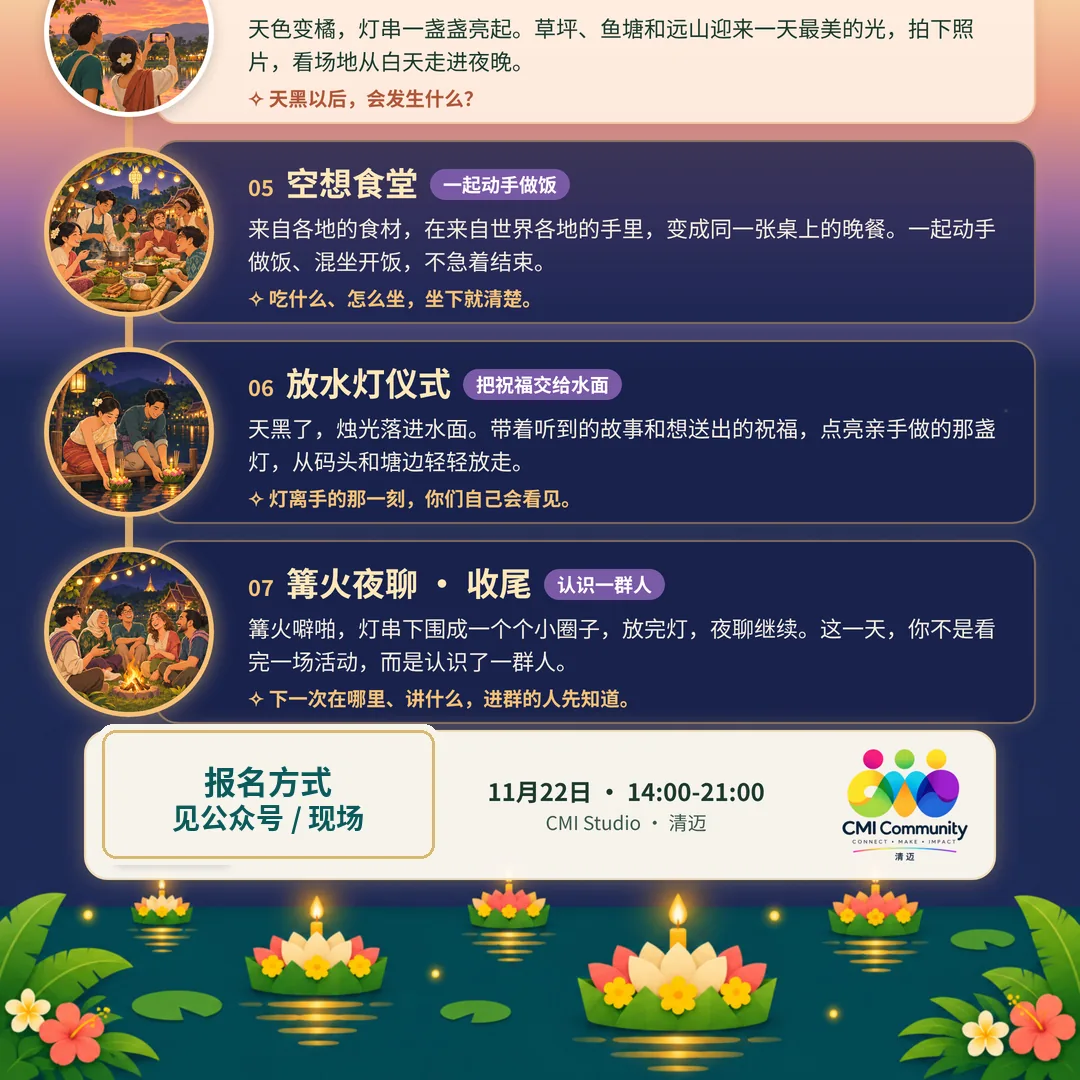 天色变橘，灯串一盏盏亮起。草坪、鱼塘和远山迎来一天最美的光，拍下照
片，看场地从白天走进夜晚。
✧ 天黑以后，会发生什么？
05 空想食堂 一起动手做饭
来自各地的食材，在来自世界各地的手里，变成同一张桌上的晚餐。一起动手
做饭、混坐开饭，不急着结束。
✧ 吃什么、怎么坐，坐下就清楚。
06 放水灯仪式 把祝福交给水面
天黑了，烛光落进水面。带着听到的故事和想送出的祝福，点亮亲手做的那盏
灯，从码头和塘边轻轻放走。
✧ 灯离手的那一刻，你们自己会看见。
07 篝火夜聊 · 收尾 认识一群人
篝火噼啪，灯串下围成一个个小圈子，放完灯，夜聊继续。这一天，你不是看
完一场活动，而是认识了一群人。
✧ 下一次在哪里、讲什么，进群的人先知道。
报名方式
见公众号 / 现场
11月22日 · 14:00-21:00
CMI Studio · 清迈
CMI Community
CONNECT • MAKE • IMPACT
清迈